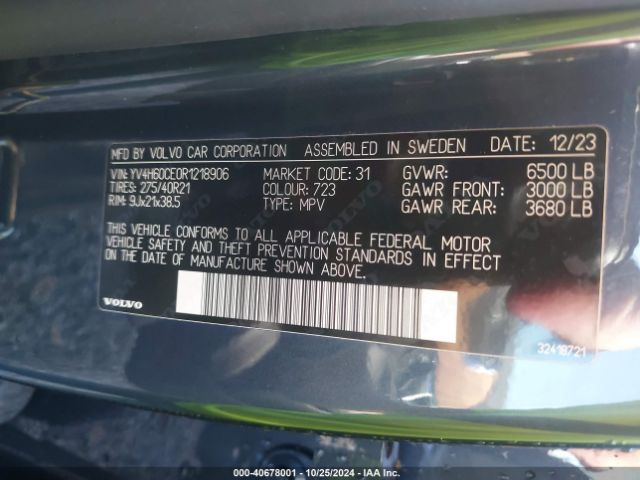 MFD BY VOLVO CAR CORPORATION ASSEMBLED IN SWEDEN DATE: 12/23
VIN: YV4H60CE0R1218906 MARKET CODE: 31 GVWR: 6500 LB
TIRES: 275/40R21 COLOUR: 723 GAWR FRONT: 3000 LB
RIM: 9Jx21x38.5 TYPE: MPV GAWR REAR: 3680 LB
THIS VEHICLE CONFORMS TO ALL APPLICABLE FEDERAL MOTOR
VEHICLE SAFETY AND THEFT PREVENTION STANDARDS IN EFFECT
ON THE DATE OF MANUFACTURE SHOWN ABOVE.
VOLVO
32418721
000-40678001 - 10/25/2024 - IAA Inc.